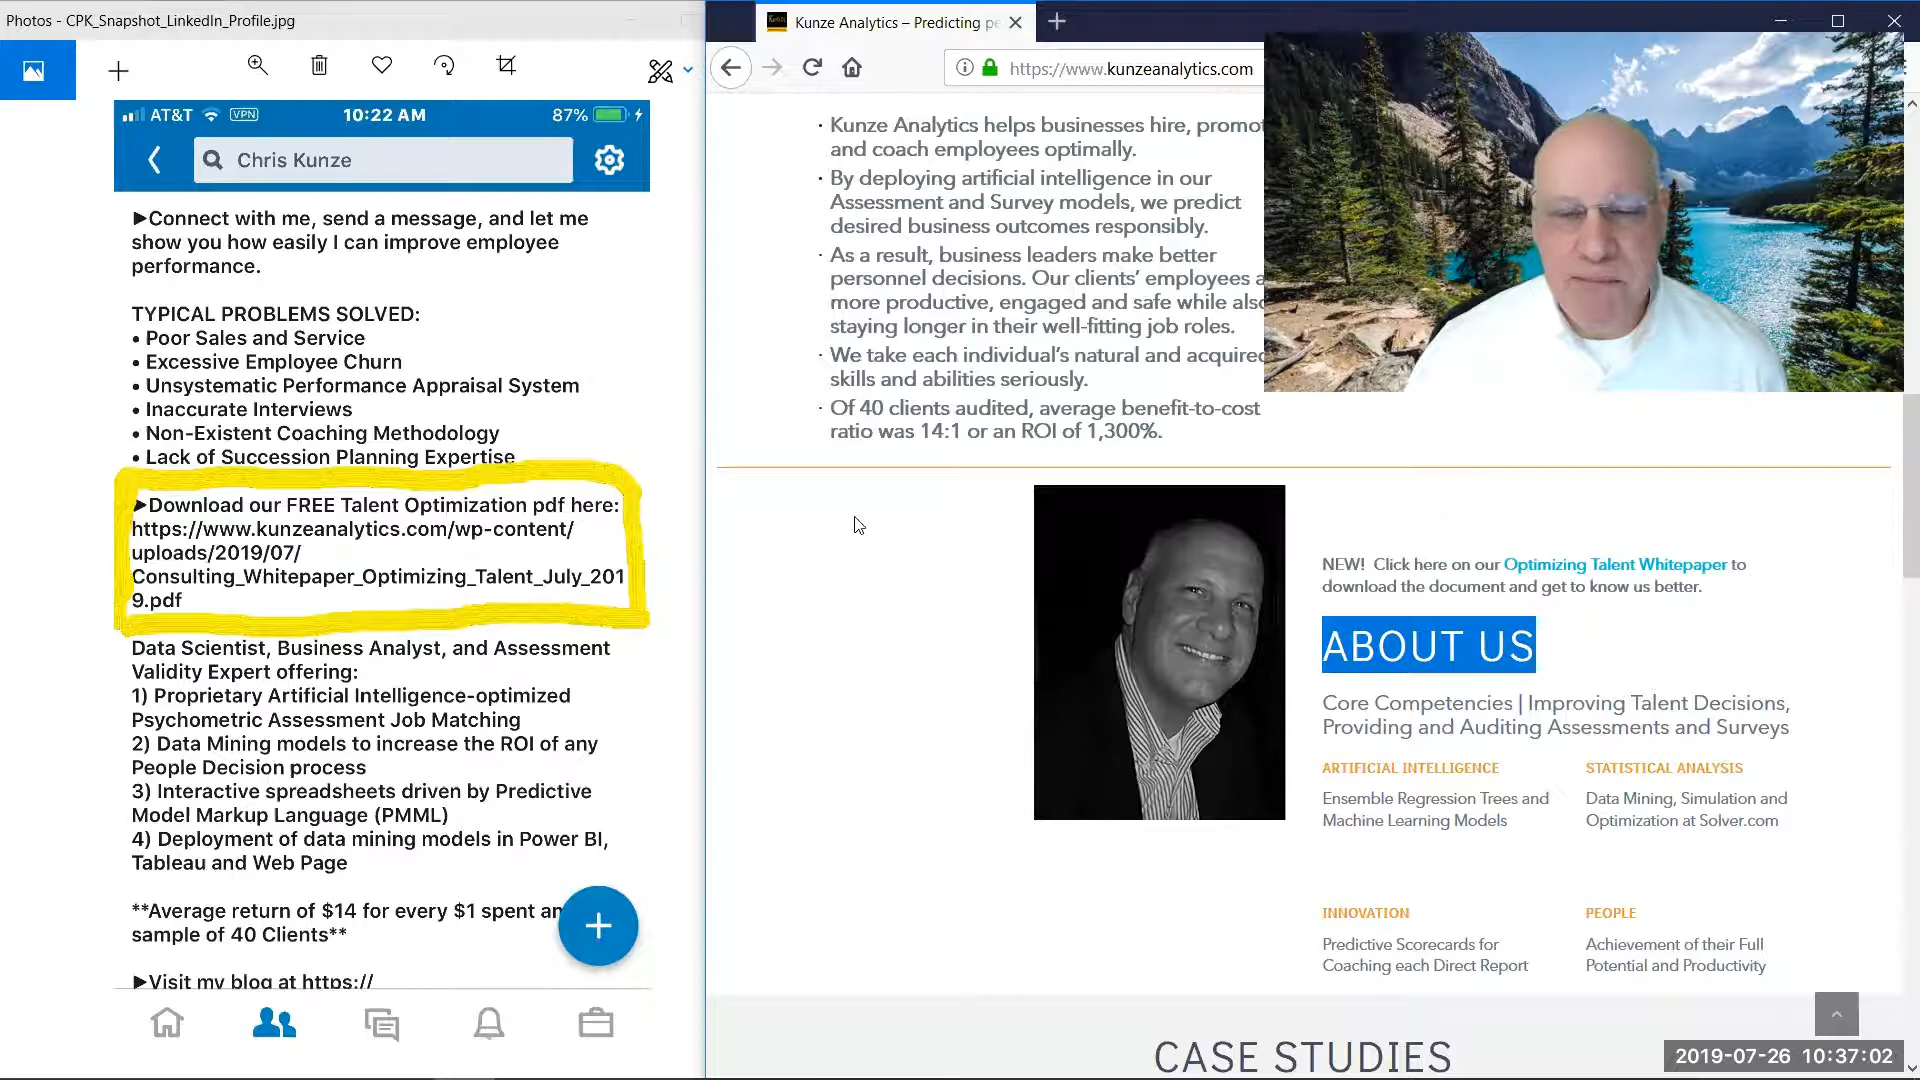 Photos - CPK_Snapshot_LinkedIn_Profile.jpg
AT&T VPN 10:22 AM 87%
Chris Kunze
►Connect with me, send a message, and let me
show you how easily I can improve employee
performance.
TYPICAL PROBLEMS SOLVED:
• Poor Sales and Service
• Excessive Employee Churn
• Unsystematic Performance Appraisal System
• Inaccurate Interviews
• Non-Existent Coaching Methodology
• Lack of Succession Planning Expertise
►Download our FREE Talent Optimization pdf here:
https://www.kunzeanalytics.com/wp-content/
uploads/2019/07/
Consulting_Whitepaper_Optimizing_Talent_July_201
9.pdf
Data Scientist, Business Analyst, and Assessment
Validity Expert offering:
1) Proprietary Artificial Intelligence-optimized
Psychometric Assessment Job Matching
2) Data Mining models to increase the ROI of any
People Decision process
3) Interactive spreadsheets driven by Predictive
Model Markup Language (PMML)
4) Deployment of data mining models in Power BI,
Tableau and Web Page
**Average return of $14 for every $1 spent an
sample of 40 Clients**
►Visit my blog at https://
Kunze Analytics – Predicting pe
https://www.kunzeanalytics.com
· Kunze Analytics helps businesses hire, promot
and coach employees optimally.
· By deploying artificial intelligence in our
Assessment and Survey models, we predict
desired business outcomes responsibly.
· As a result, business leaders make better
personnel decisions. Our clients’ employees a
more productive, engaged and safe while also
staying longer in their well-fitting job roles.
· We take each individual’s natural and acquired
skills and abilities seriously.
· Of 40 clients audited, average benefit-to-cost
ratio was 14:1 or an ROI of 1,300%.
NEW! Click here on our Optimizing Talent Whitepaper to
download the document and get to know us better.
ABOUT US
Core Competencies | Improving Talent Decisions,
Providing and Auditing Assessments and Surveys
ARTIFICIAL INTELLIGENCE
Ensemble Regression Trees and
Machine Learning Models
STATISTICAL ANALYSIS
Data Mining, Simulation and
Optimization at Solver.com
INNOVATION
Predictive Scorecards for
Coaching each Direct Report
PEOPLE
Achievement of their Full
Potential and Productivity
CASE STUDIES
2019-07-26 10:37:02